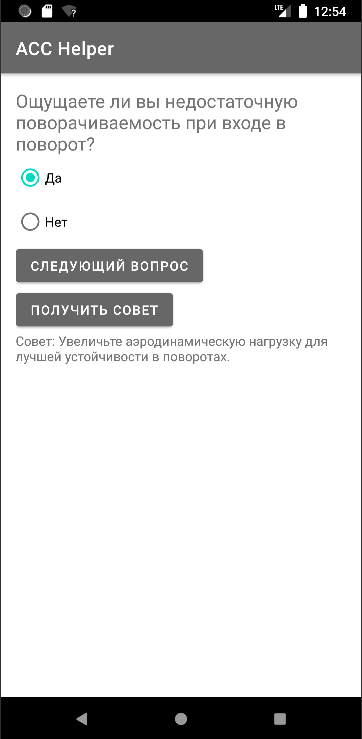 LTE 12:54
ACC Helper
Ощущаете ли вы недостаточную
поворачиваемость при входе в
поворот?
Да
Нет
СЛЕДУЮЩИЙ ВОПРОС
ПОЛУЧИТЬ СОВЕТ
Совет: Увеличьте аэродинамическую нагрузку для
лучшей устойчивости в поворотах.